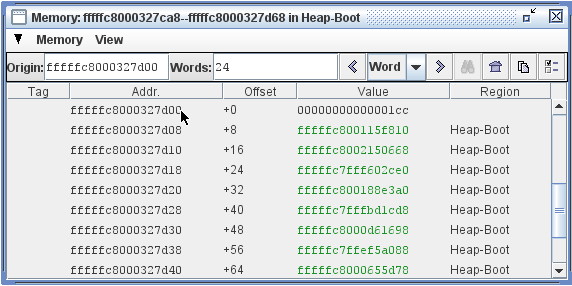 Memory: fffffc8000327ca8--fffffc8000327d68 in Heap-Boot
Memory View
Origin: fffffc8000327d00 Words: 24 Word
Tag Addr. Offset Value Region
fffffc8000327d00 +0 00000000000001cc
fffffc8000327d08 +8 fffffc800115f810 Heap-Boot
fffffc8000327d10 +16 fffffc8002150668 Heap-Boot
fffffc8000327d18 +24 fffffc7fff602ce0 Heap-Boot
fffffc8000327d20 +32 fffffc800188e3a0 Heap-Boot
fffffc8000327d28 +40 fffffc7fffbd1cd8 Heap-Boot
fffffc8000327d30 +48 fffffc8000d61698 Heap-Boot
fffffc8000327d38 +56 fffffc7ffef5a088 Heap-Boot
fffffc8000327d40 +64 fffffc8000655d78 Heap-Boot